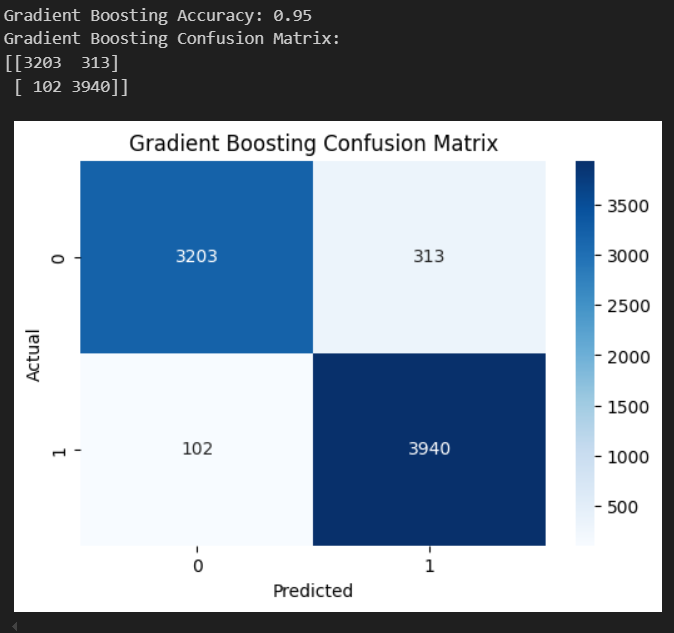 Gradient Boosting Accuracy: 0.95
Gradient Boosting Confusion Matrix:
[[3203  313]
 [ 102 3940]]
Gradient Boosting Confusion Matrix
3203 313
102 3940
0
1
Actual
0 1
Predicted
3500
3000
2500
2000
1500
1000
500